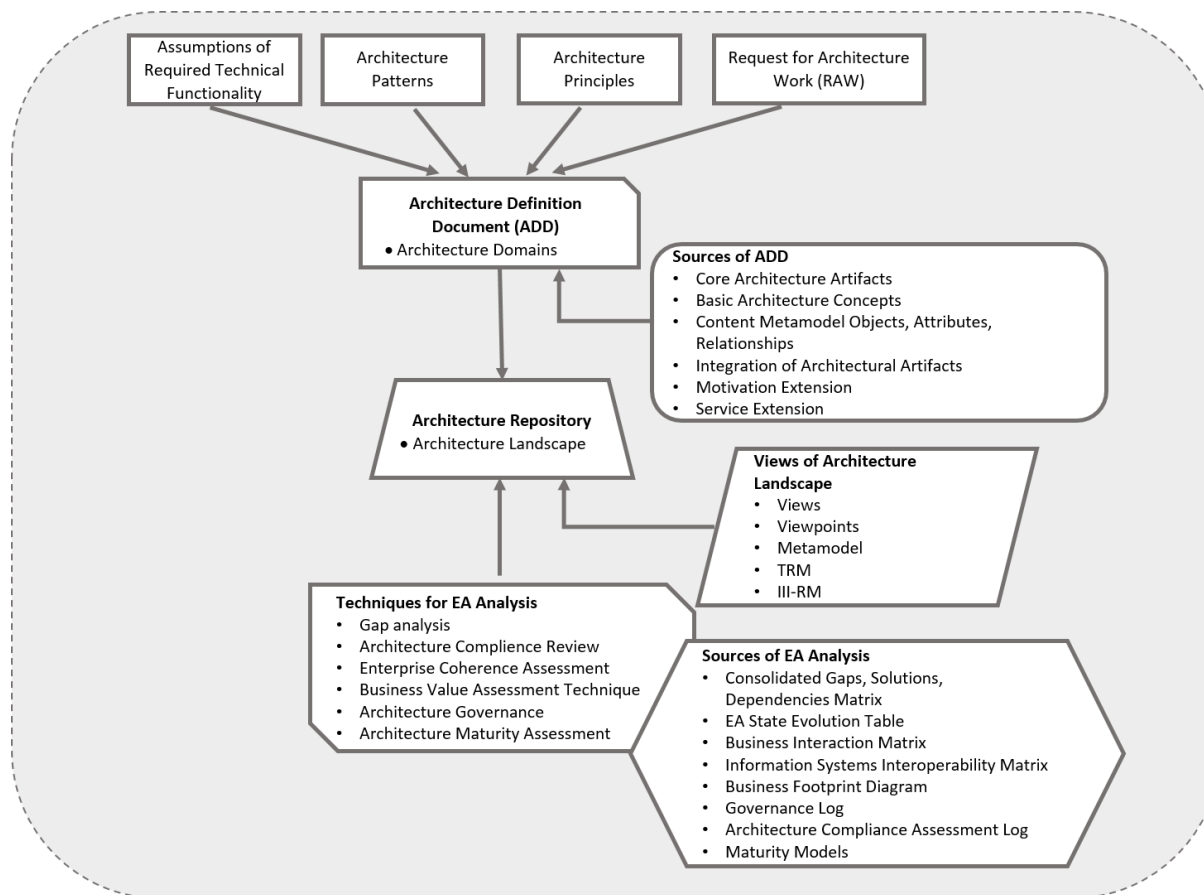 Assumptions of
Required Technical
Functionality
Architecture
Patterns
Architecture
Principles
Request for Architecture
Work (RAW)
Architecture Definition
Document (ADD)
● Architecture Domains
Sources of ADD
• Core Architecture Artifacts
• Basic Architecture Concepts
• Content Metamodel Objects, Attributes,
Relationships
• Integration of Architectural Artifacts
• Motivation Extension
• Service Extension
Architecture Repository
● Architecture Landscape
Views of Architecture
Landscape
• Views
• Viewpoints
• Metamodel
• TRM
• III-RM
Techniques for EA Analysis
• Gap analysis
• Architecture Complience Review
• Enterprise Coherence Assessment
• Business Value Assessment Technique
• Architecture Governance
• Architecture Maturity Assessment
Sources of EA Analysis
• Consolidated Gaps, Solutions,
Dependencies Matrix
• EA State Evolution Table
• Business Interaction Matrix
• Information Systems Interoperability Matrix
• Business Footprint Diagram
• Governance Log
• Architecture Compliance Assessment Log
• Maturity Models